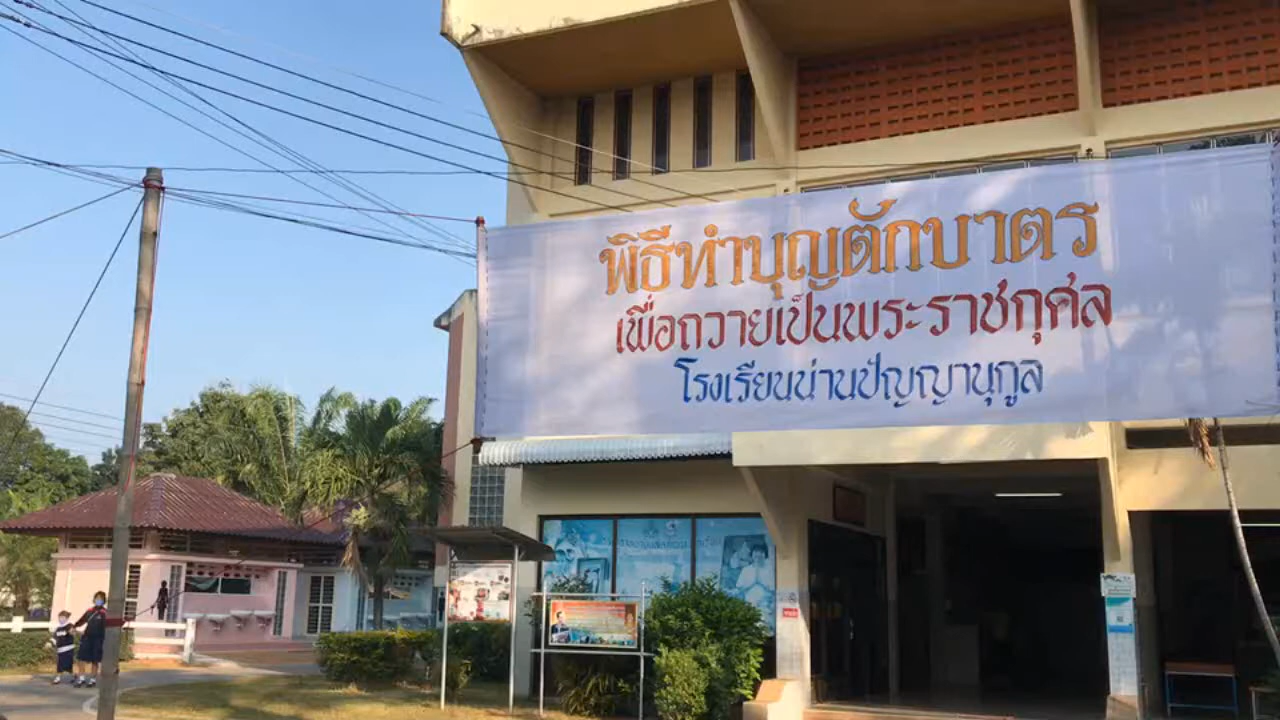 พิธีทำบุญตักบาตร
เพื่อถวายเป็นพระราชกุศล
โรงเรียนน่านปัญญานุกูล